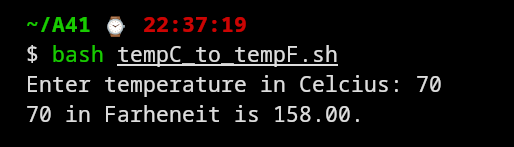 ~/A41 ⌚ 22:37:19
$ bash tempC_to_tempF.sh
Enter temperature in Celcius: 70
70 in Farheneit is 158.00.